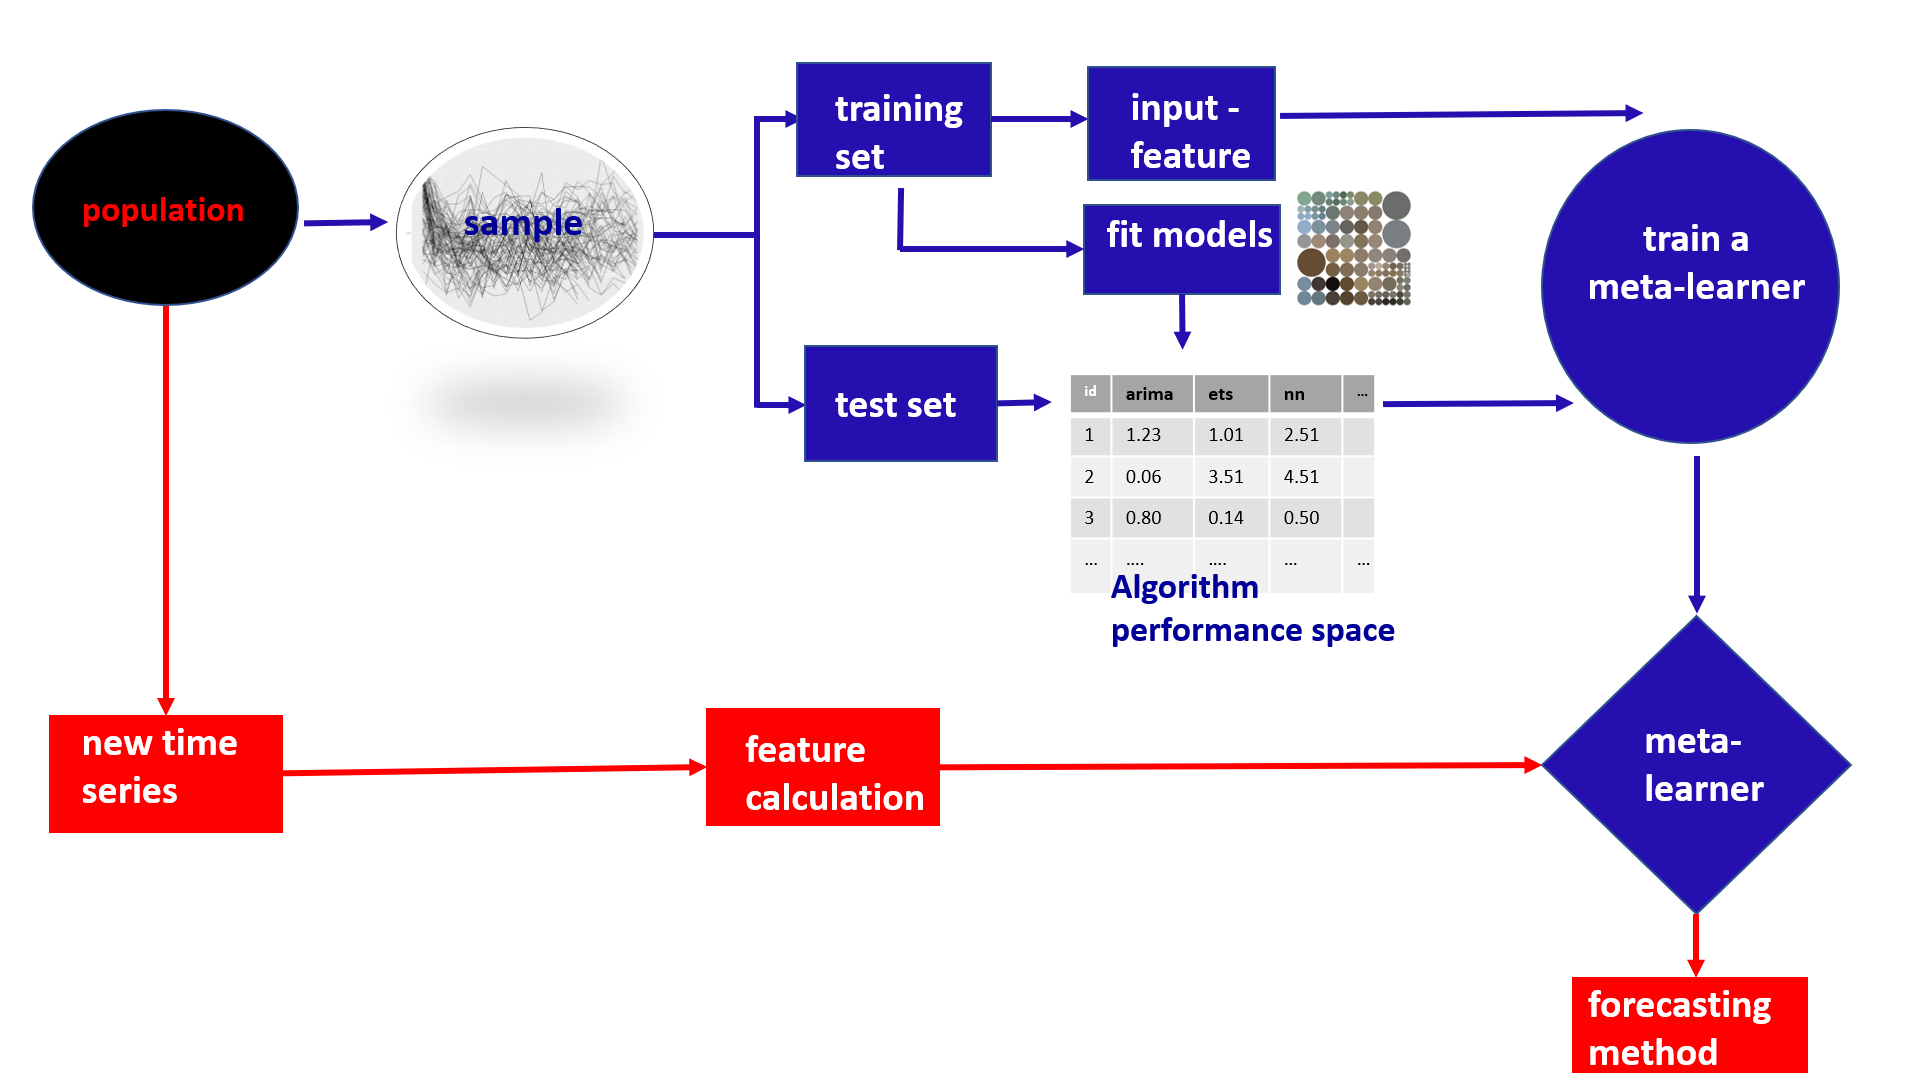 population
sample
training
set
input -
feature
fit models
test set
id arima ets nn ...
1 1.23 1.01 2.51
2 0.06 3.51 4.51
3 0.80 0.14 0.50
... .... .... ... ...
Algorithm
performance space
train a
meta-learner
new time
series
feature
calculation
meta-
learner
forecasting
method